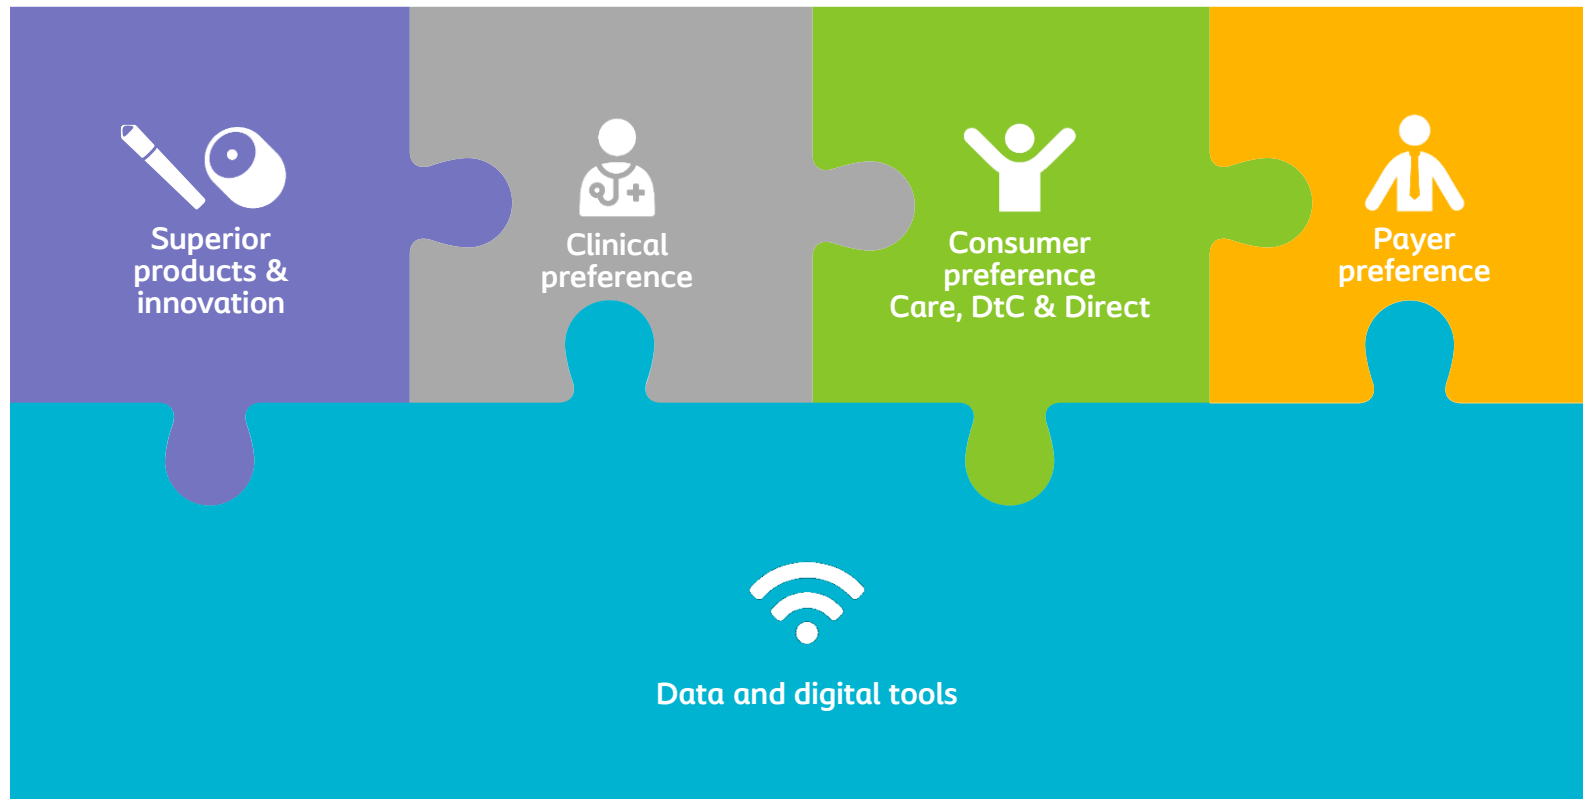 Superior
products &
innovation
Clinical
preference
Consumer
preference
Care, DtC & Direct
Payer
preference
Data and digital tools